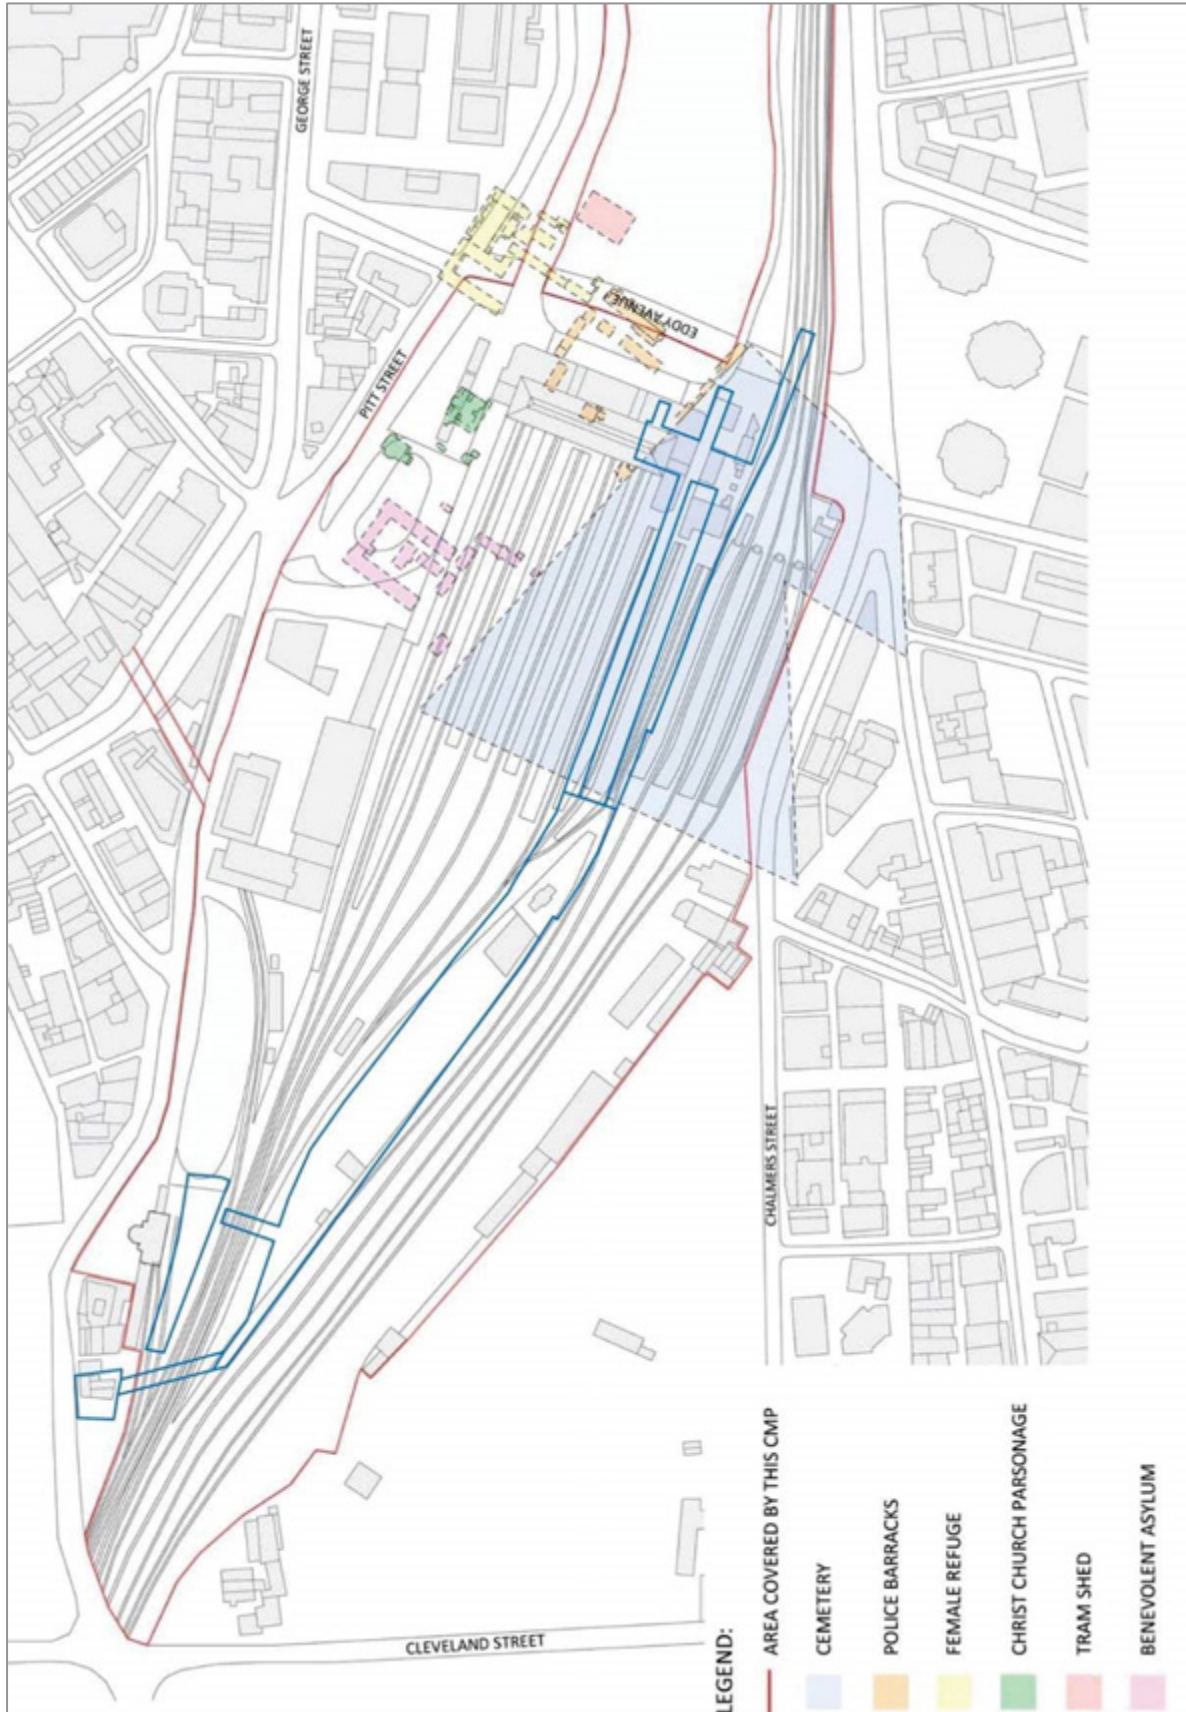 GEORGE STREET
PITT STREET
EDDY AVENUE
CHALMERS STREET
CLEVELAND STREET
LEGEND:
AREA COVERED BY THIS CMP
CEMETERY
POLICE BARRACKS
FEMALE REFUGE
CHRIST CHURCH PARSONAGE
TRAM SHED
BENEVOLENT ASYLUM